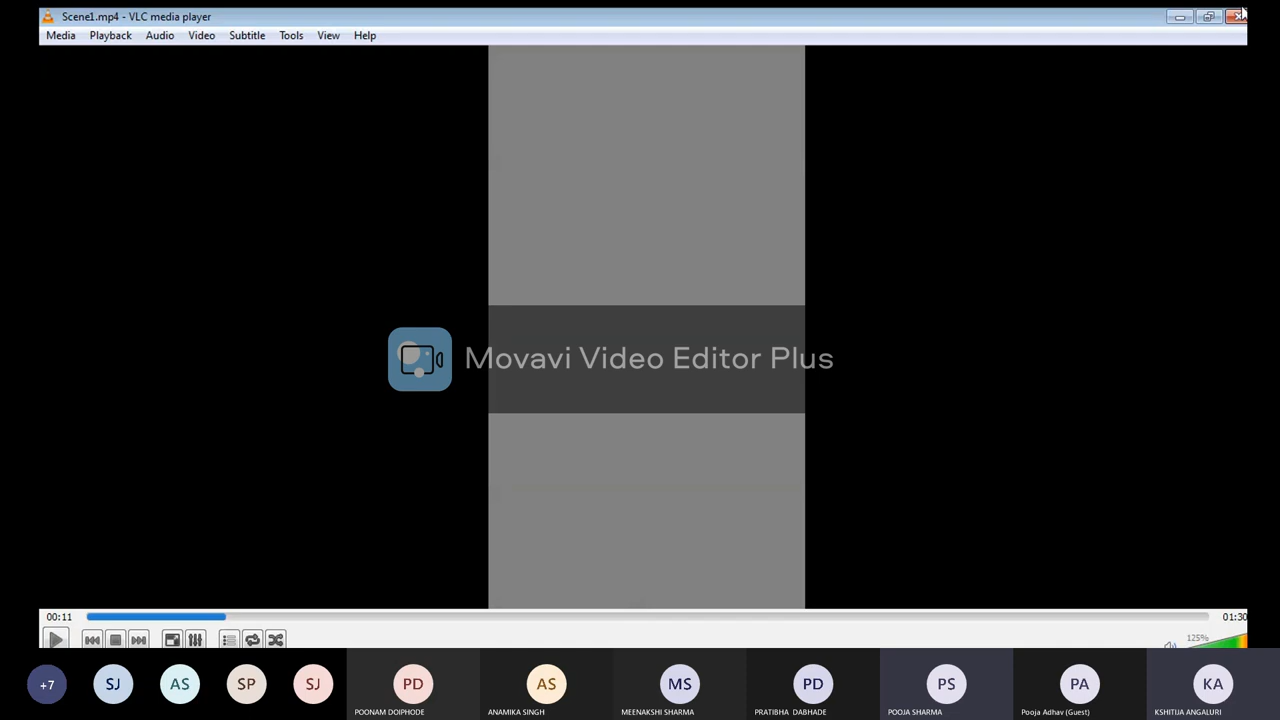 Scene1.mp4 - VLC media player
Media Playback Audio Video Subtitle Tools View Help
Movavi Video Editor Plus
00:11
01:30
125%
+7 SJ AS SP SJ PD AS MS PD PS PA KA
POONAM DOIPHODE ANAMIKA SINGH MEENAKSHI SHARMA PRATIBHA DABHADE POOJA SHARMA Pooja Adhav (Guest) KSHITIJA ANGALURI